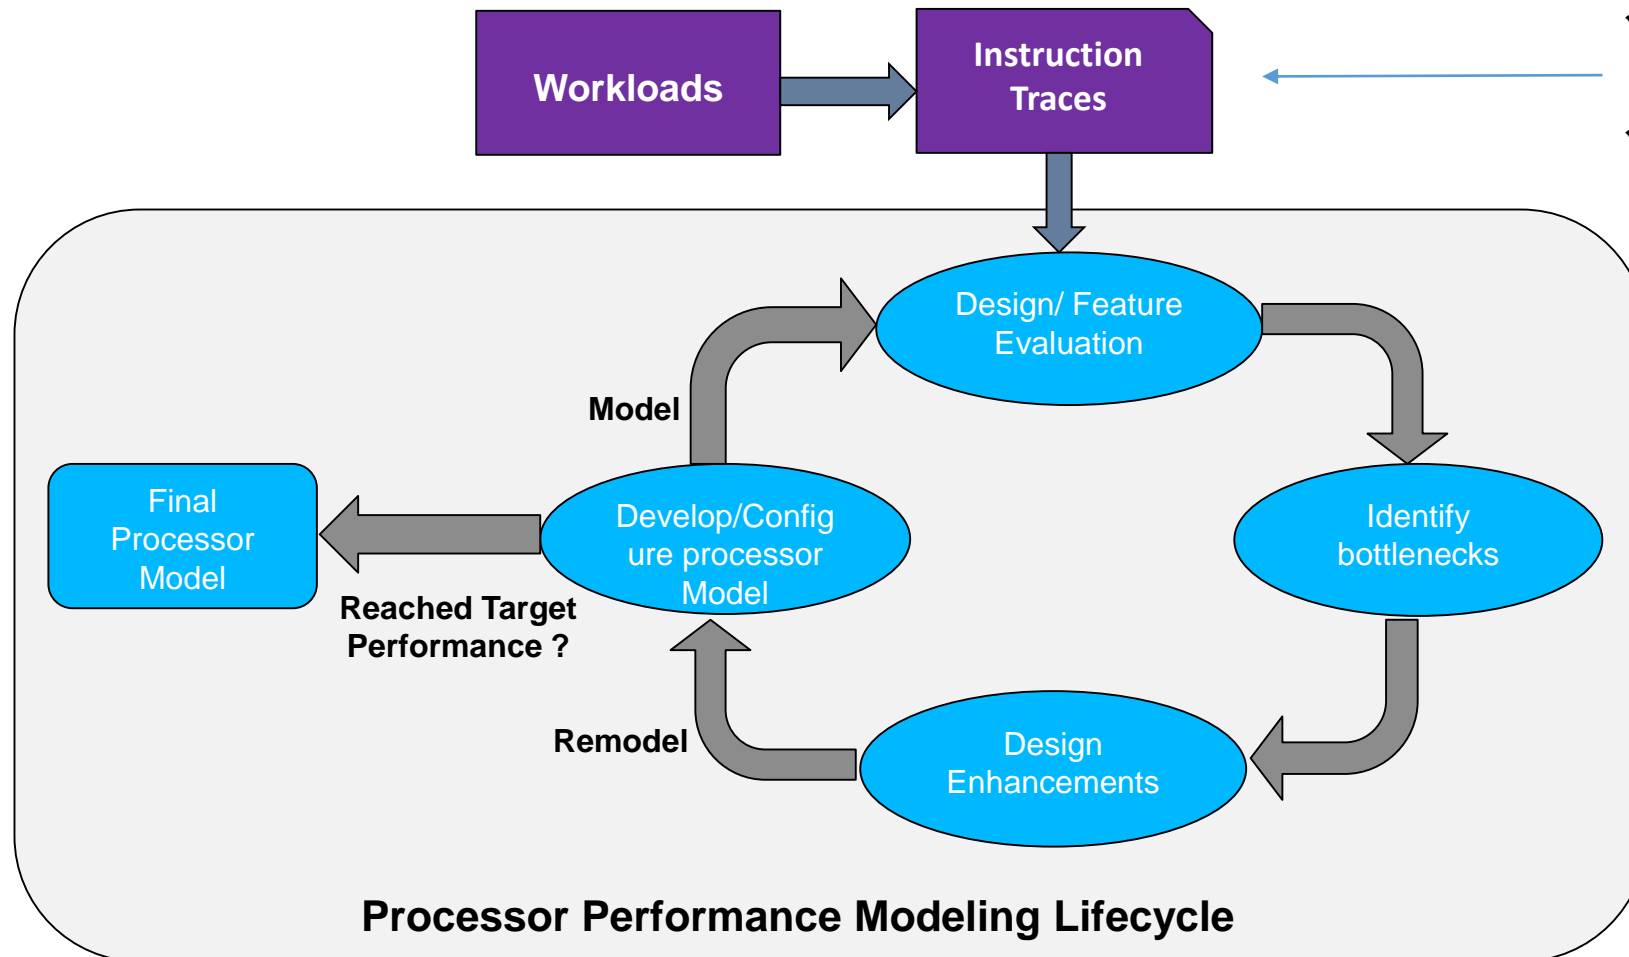 Workloads
Instruction
Traces
Design/ Feature
Evaluation
Model
Final
Processor
Model
Develop/Config
ure processor
Model
Identify
bottlenecks
Reached Target
Performance ?
Remodel
Design
Enhancements
Processor Performance Modeling Lifecycle